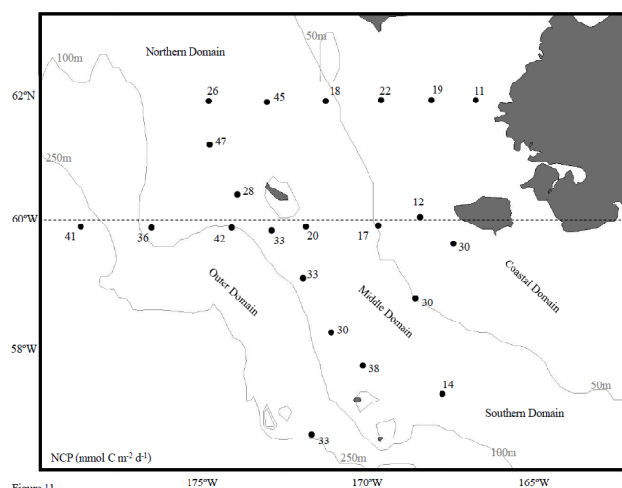 Northern Domain
50m
100m
62°N
26
45
18
22
19
11
47
250m
28
12
60°W
41
36
42
33
20
17
30
33
Outer Domain
Middle Domain
Coastal Domain
30
30
58°W
38
14
50m
Southern Domain
33
100m
NCP (mmol C m-2 d-1)
250m
175°W
170°W
165°W
Figure 11